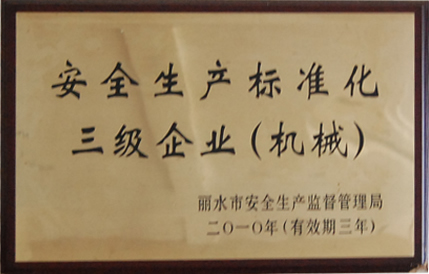 安全生产标准化
三级企业(机械)
丽水市安全生产监督管理局
二〇一〇年(有效期三年)